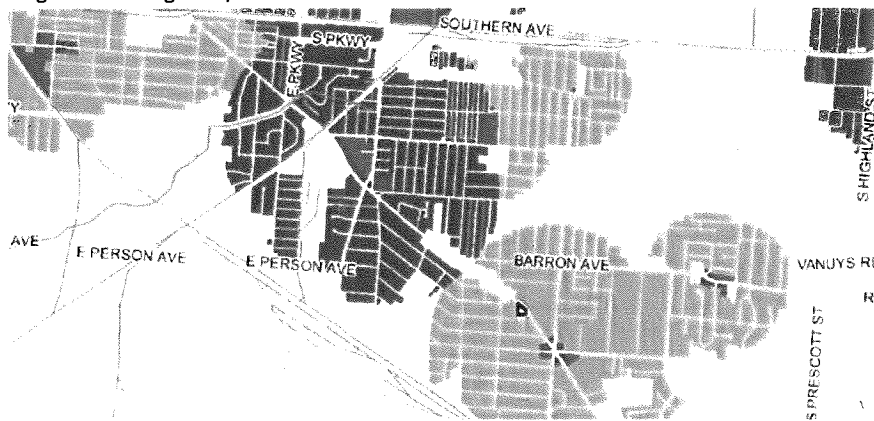 SOUTHERN AVE
S PKWY
E PKWY
S HIGHLAND ST
Y
AVE
E PERSON AVE
E PERSON AVE
BARRON AVE
VANUYS R
R
S PRESCOTT ST